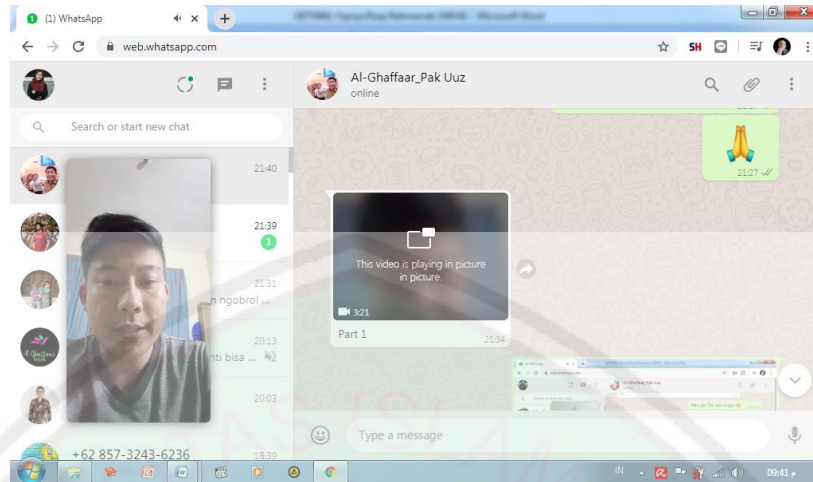 (1) WhatsApp
web.whatsapp.com
SH
Al-Ghaffaar_Pak Uuz
online
Search or start new chat
21:40
21:27
21:39
1
This video is playing in picture
in picture.
21:31
n ngobrol ...
3:21
Part 1
21:34
20:13
nti bisa ...
20:03
Type a message
+62 857-3243-6236
18:39
IN
09:41